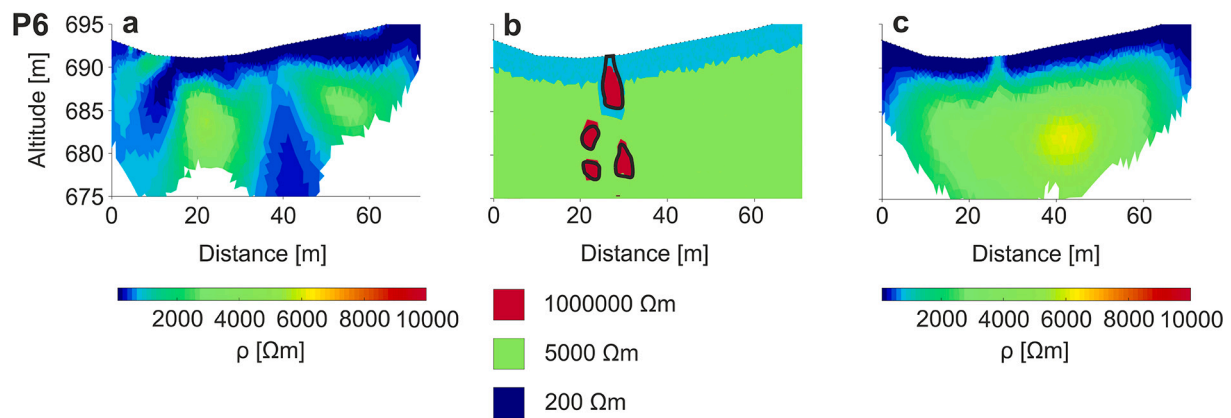 P6
a
b
c
695
690
685
680
675
Altitude [m]
0 20 40 60
0 20 40 60
0 20 40 60
Distance [m]
Distance [m]
Distance [m]
2000 4000 6000 8000 10000
ρ [Ωm]
1000000 Ωm
5000 Ωm
200 Ωm
2000 4000 6000 8000 10000
ρ [Ωm]